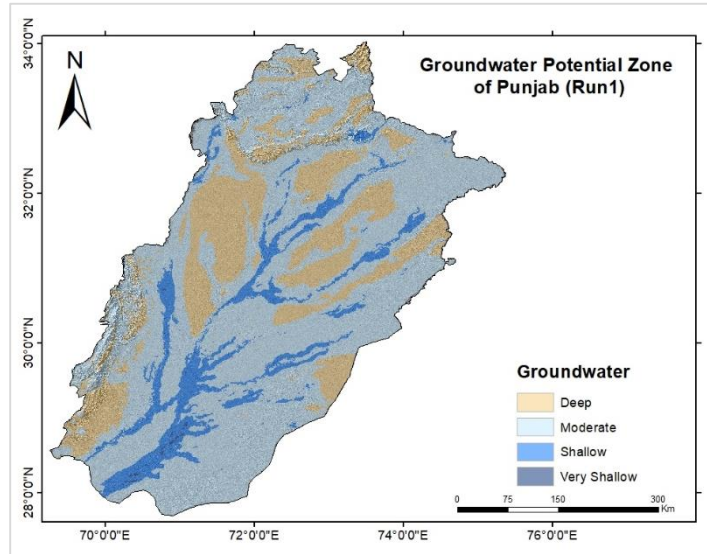 Groundwater Potential Zone
of Punjab (Run1)
N
34°0'0"N
32°0'0"N
30°0'0"N
28°0'0"N
Groundwater
Deep
Moderate
Shallow
Very Shallow
0 75 150 300
Km
70°0'0"E 72°0'0"E 74°0'0"E 76°0'0"E